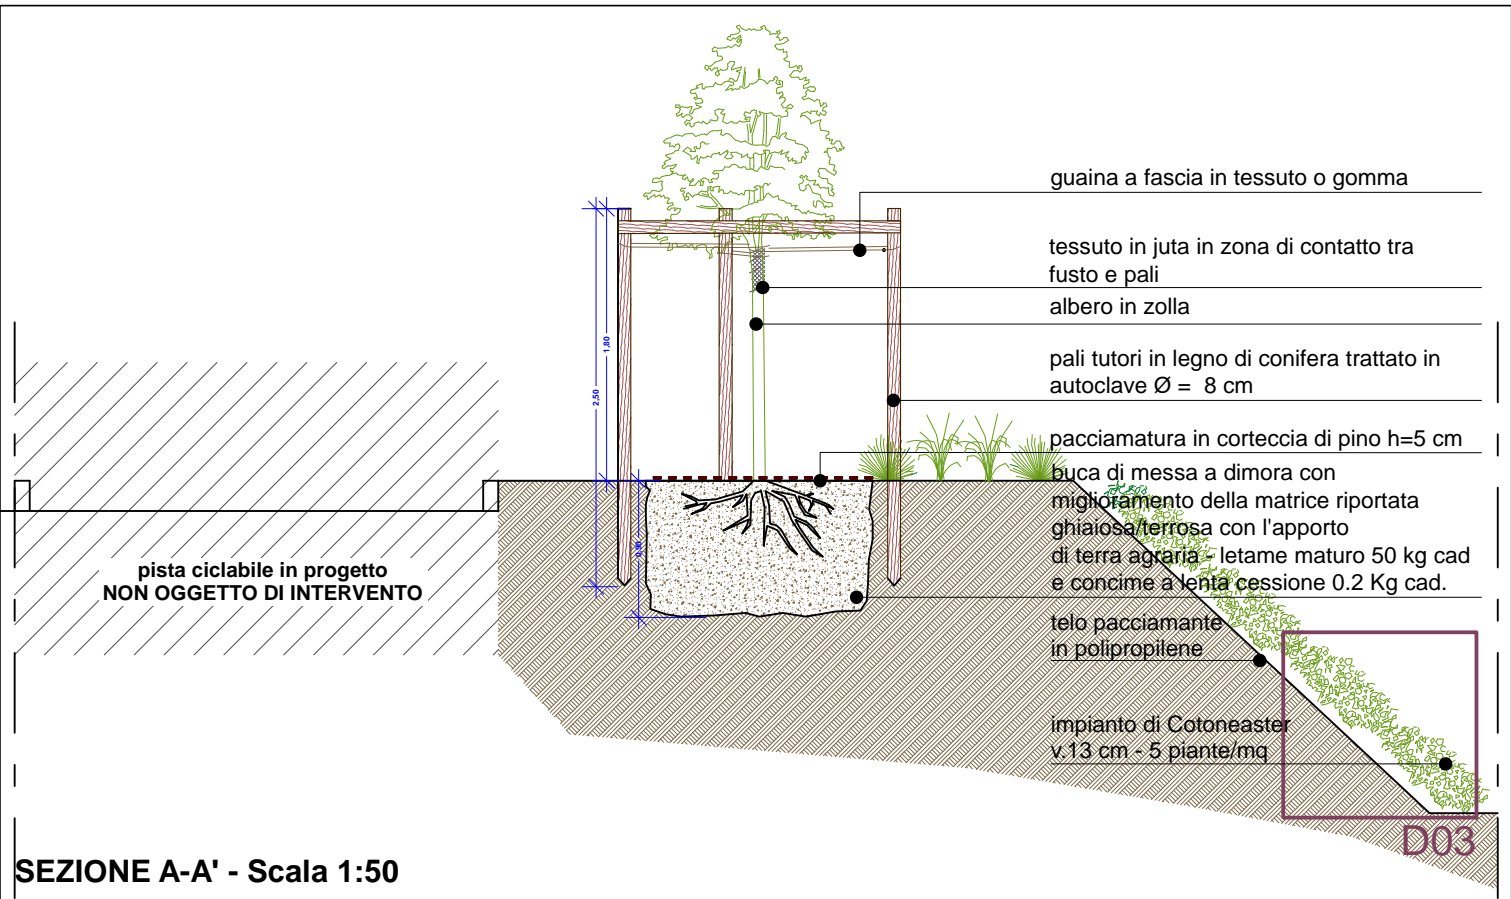 guaina a fascia in tessuto o gomma
tessuto in juta in zona di contatto tra
fusto e pali
albero in zolla
pali tutori in legno di conifera trattato in
autoclave Ø = 8 cm
pacciamatura in corteccia di pino h=5 cm
buca di messa a dimora con
miglioramento della matrice riportata
ghiaiosa/terrosa con l'apporto
di terra agraria - letame maturo 50 kg cad
e concime a lenta cessione 0.2 Kg cad.
telo pacciamante
in polipropilene
impianto di Cotoneaster
v.13 cm - 5 piante/mq
1,80
2,50
0,90
pista ciclabile in progetto
NON OGGETTO DI INTERVENTO
D03
SEZIONE A-A' - Scala 1:50